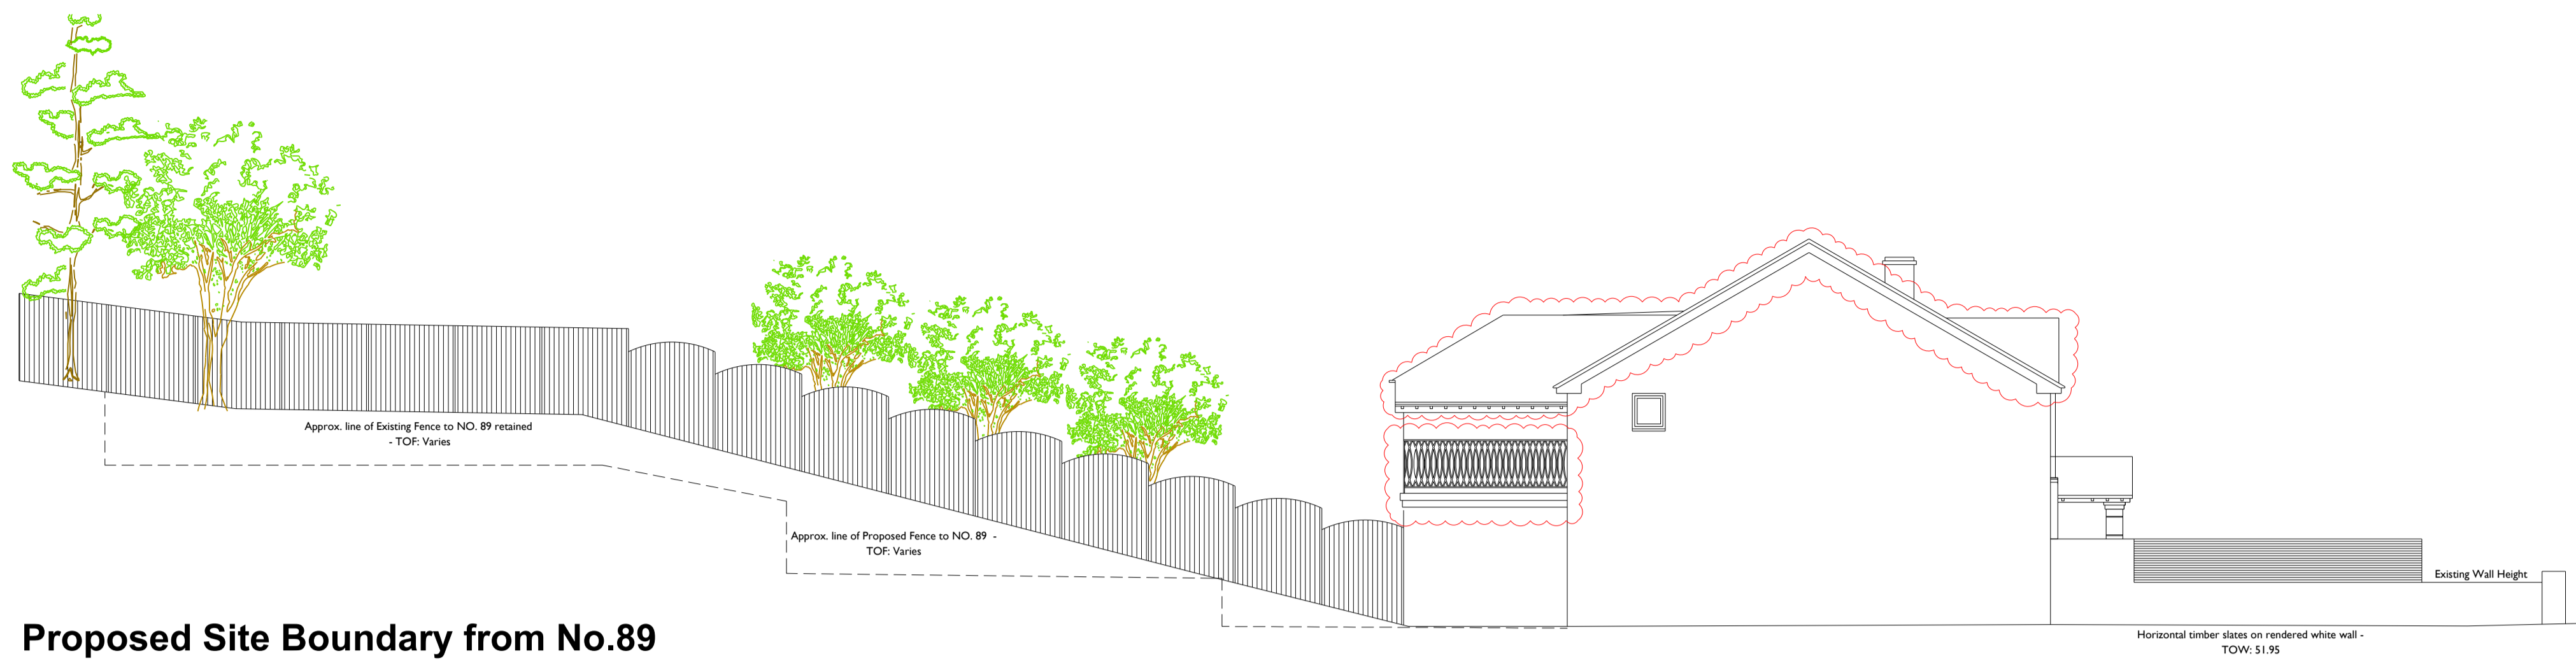 Approx. line of Existing Fence to NO. 89 retained
- TOF: Varies
Approx. line of Proposed Fence to NO. 89 -
TOF: Varies
Existing Wall Height
Proposed Site Boundary from No.89
Horizontal timber slates on rendered white wall -
TOW: 51.95